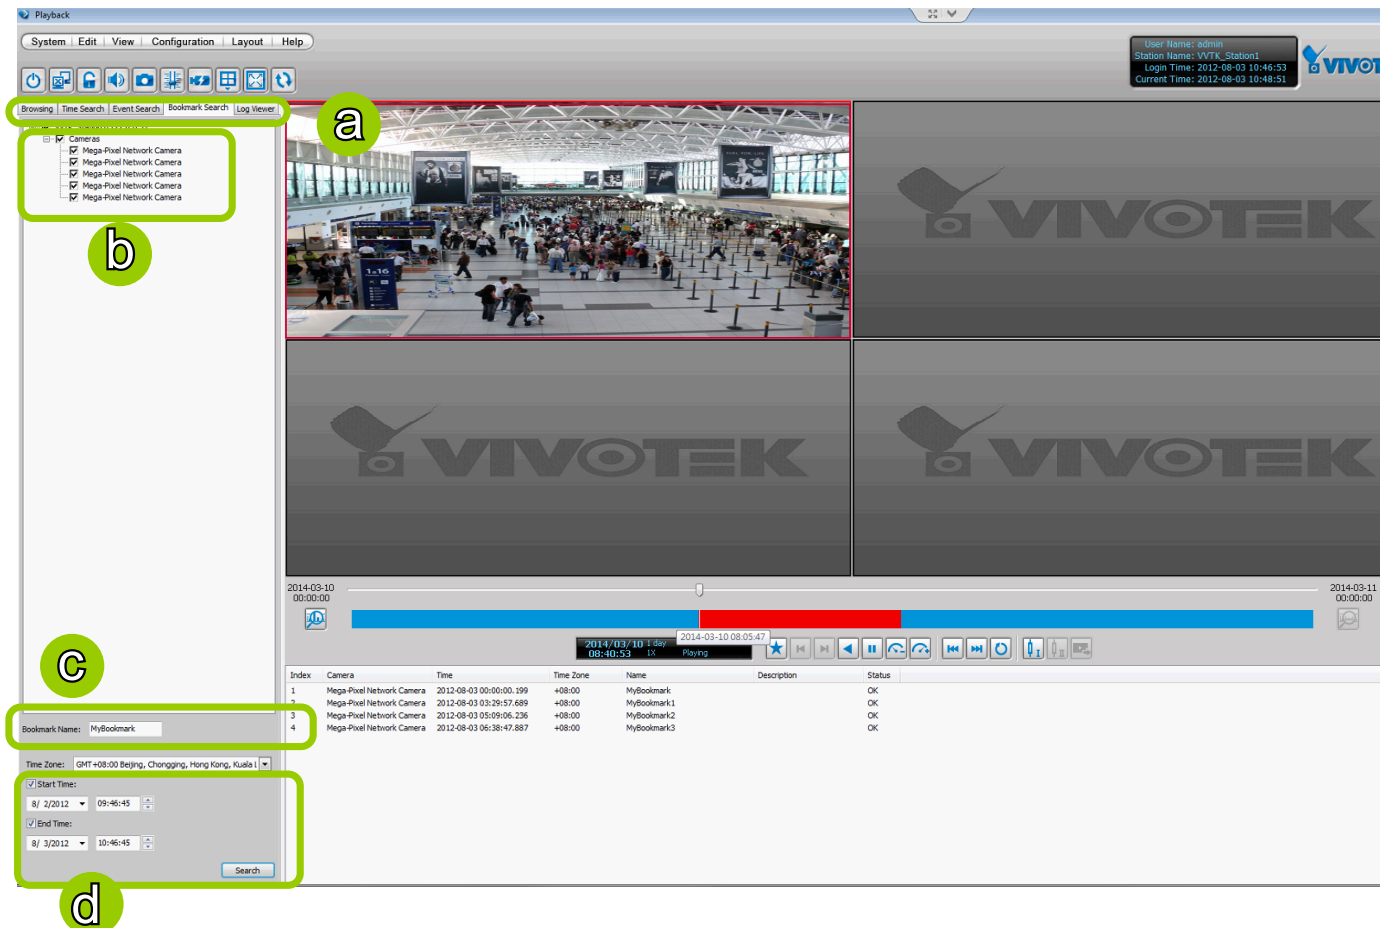 Playback
System Edit View Configuration Layout Help
User Name: admin
Station Name: VVTK_Station1
Login Time: 2012-08-03 10:46:53
Current Time: 2012-08-03 10:48:51
VIVOT
Browsing Time Search Event Search Bookmark Search Log Viewer
a
Cameras
Mega-Pixel Network Camera
Mega-Pixel Network Camera
Mega-Pixel Network Camera
Mega-Pixel Network Camera
Mega-Pixel Network Camera
b
1a16
VIVOTEK
VIVOTEK
VIVOTEK
2014-03-10
00:00:00
2014-03-11
00:00:00
2014-03-10 08:05:47
2014/03/10 1 day
08:40:53 1X Playing
Index Camera Time Time Zone Name Description Status
1 Mega-Pixel Network Camera 2012-08-03 00:00:00.199 +08:00 MyBookmark OK
2 Mega-Pixel Network Camera 2012-08-03 03:29:57.689 +08:00 MyBookmark1 OK
3 Mega-Pixel Network Camera 2012-08-03 05:09:06.236 +08:00 MyBookmark2 OK
4 Mega-Pixel Network Camera 2012-08-03 06:38:47.887 +08:00 MyBookmark3 OK
c
Bookmark Name: MyBookmark
Time Zone: GMT+08:00 Beijing, Chongqing, Hong Kong, Kuala L
Start Time:
8/ 2/2012 09:46:45
End Time:
8/ 3/2012 10:46:45
Search
d